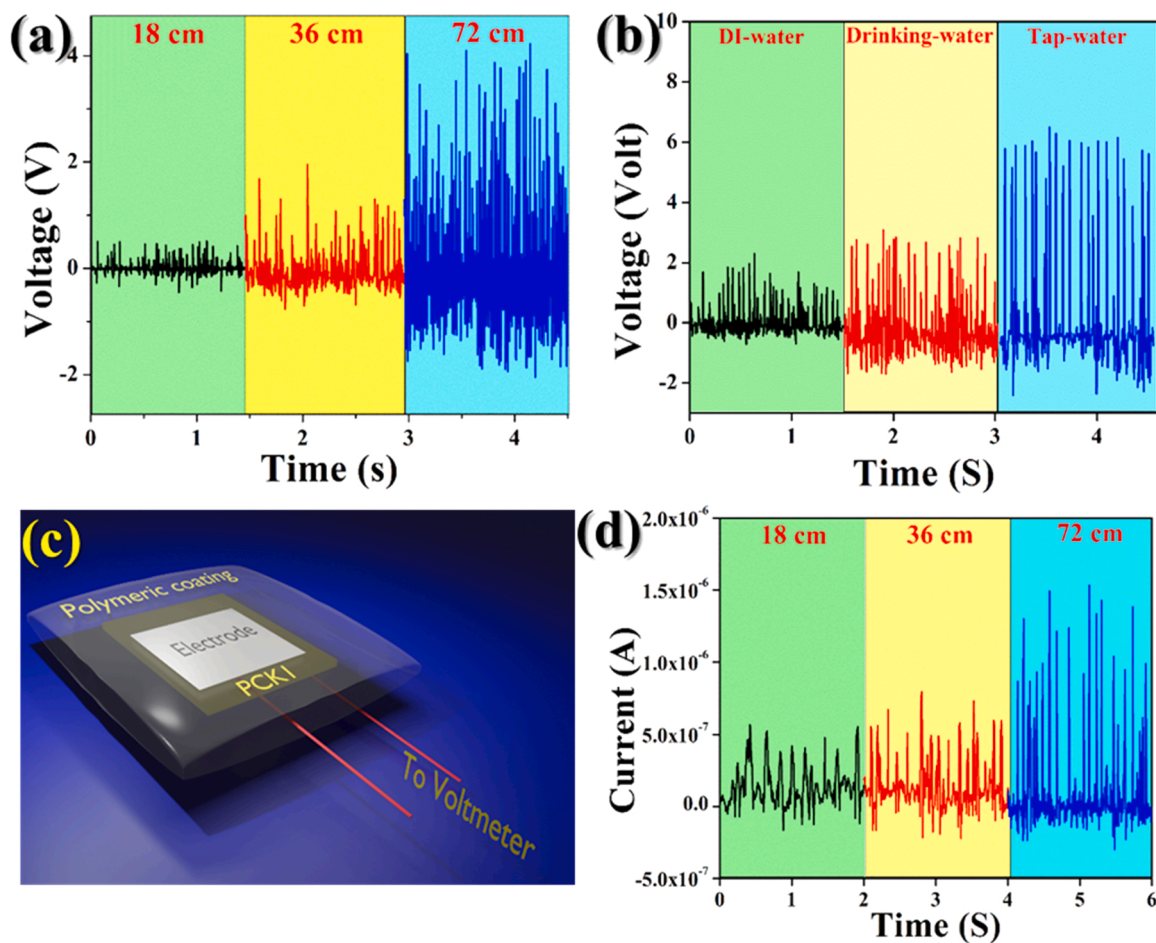 (a)
18 cm
36 cm
72 cm
4
2
0
-2
Voltage (V)
0
1
2
3
4
Time (s)
(b)
DI-water
Drinking-water
Tap-water
10
8
6
4
2
0
-2
Voltage (Volt)
0
1
2
3
4
Time (S)
(c)
Polymeric coating
Electrode
PCK1
To Voltmeter
(d)
18 cm
36 cm
72 cm
2.0x10⁻⁶
1.5x10⁻⁶
1.0x10⁻⁶
5.0x10⁻⁷
0.0
-5.0x10⁻⁷
Current (A)
0
1
2
3
4
5
6
Time (S)